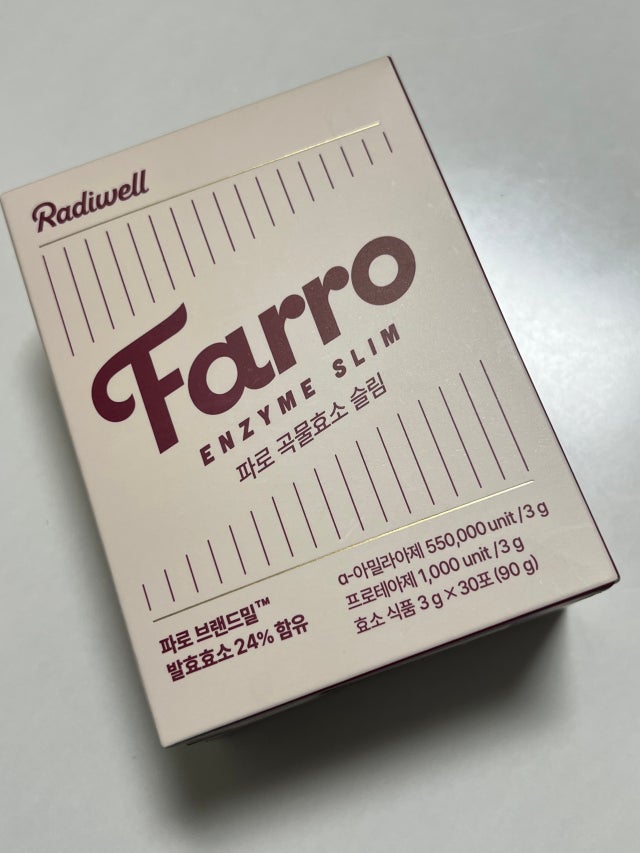 Radiwell
Farro
ENZYME SLIM
파로 곡물효소 슬림
파로 브랜드밀™
발효효소 24% 함유
α-아밀라아제 550,000 unit/3 g
프로테아제 1,000 unit/3 g
효소 식품 3 g × 30포 (90 g)